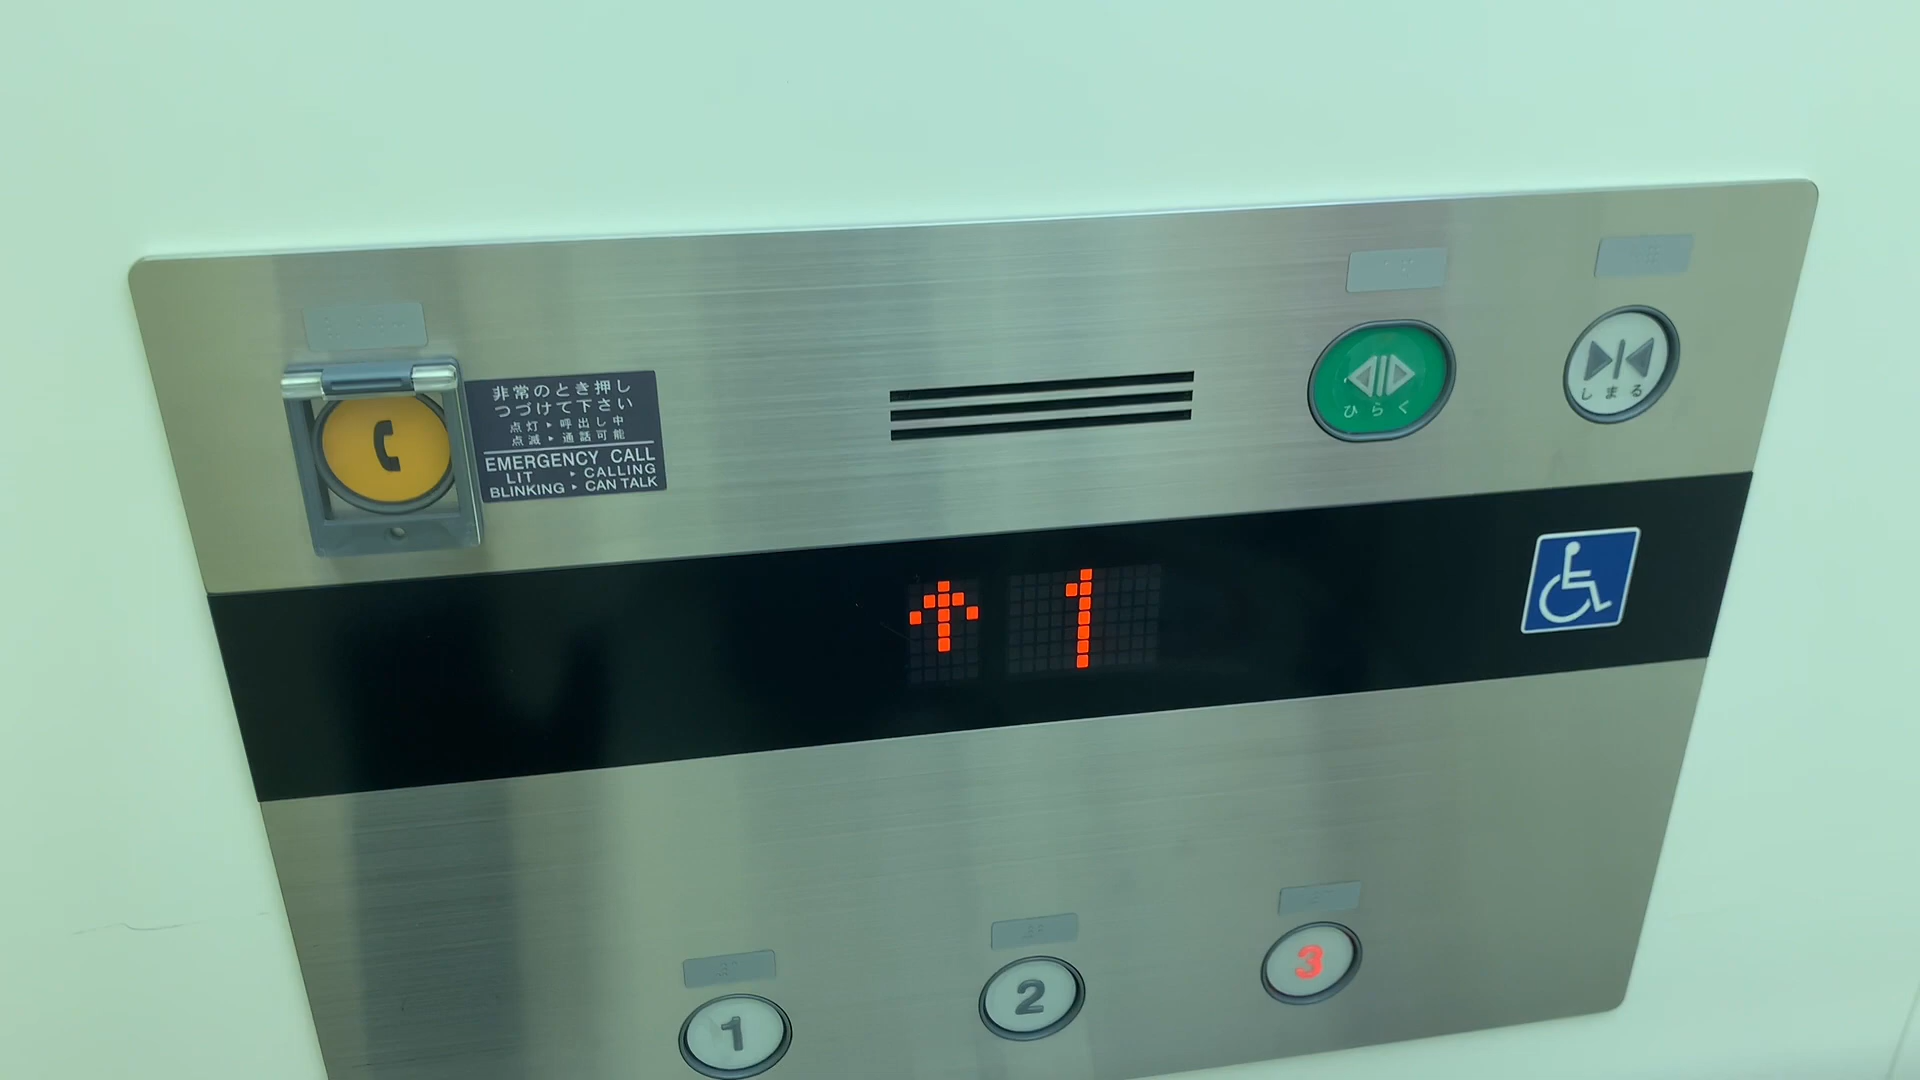 非常のとき押し
つづけて下さい
点灯▶呼出し中
点滅▶通話可能
EMERGENCY CALL
LIT ▶ CALLING
BLINKING ▶ CAN TALK
ひらく
しまる
↑ 1
1
2
3